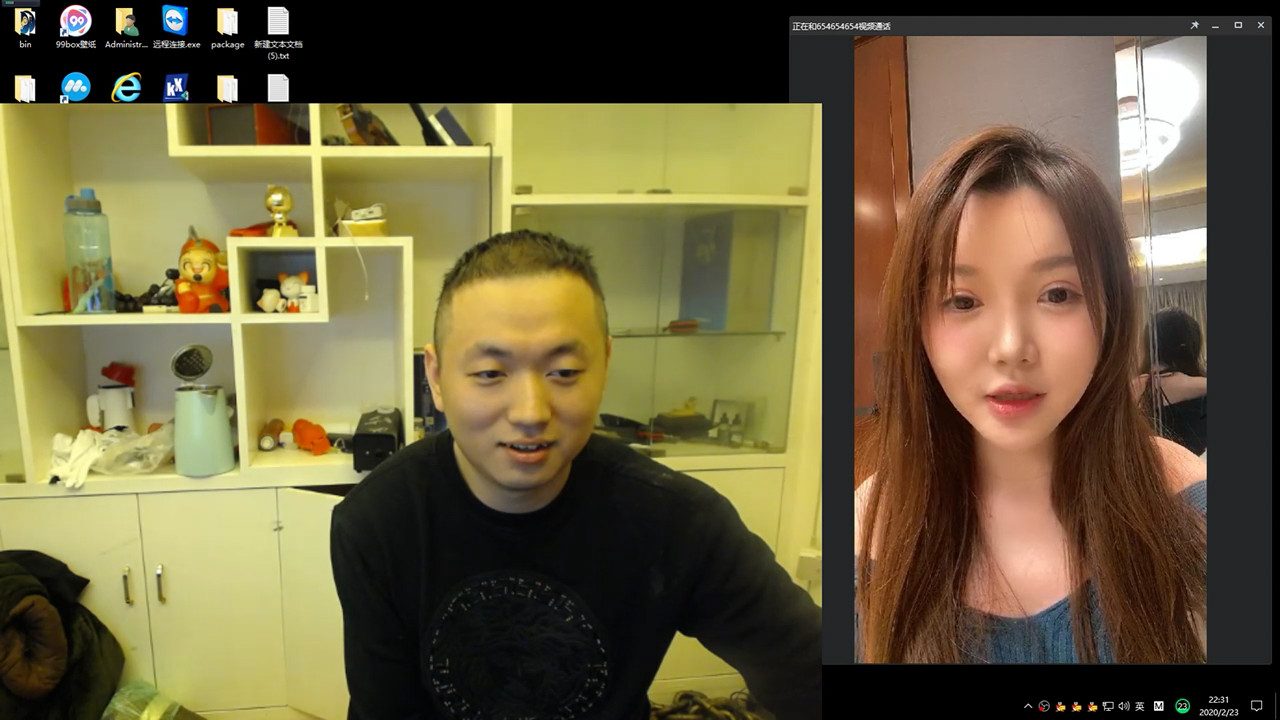 正在和654654654视频通话
bin
99box壁纸
Administr...
远程连接.exe
package
新建文本文档
(5).txt
英
M
23
22:31
2020/2/23